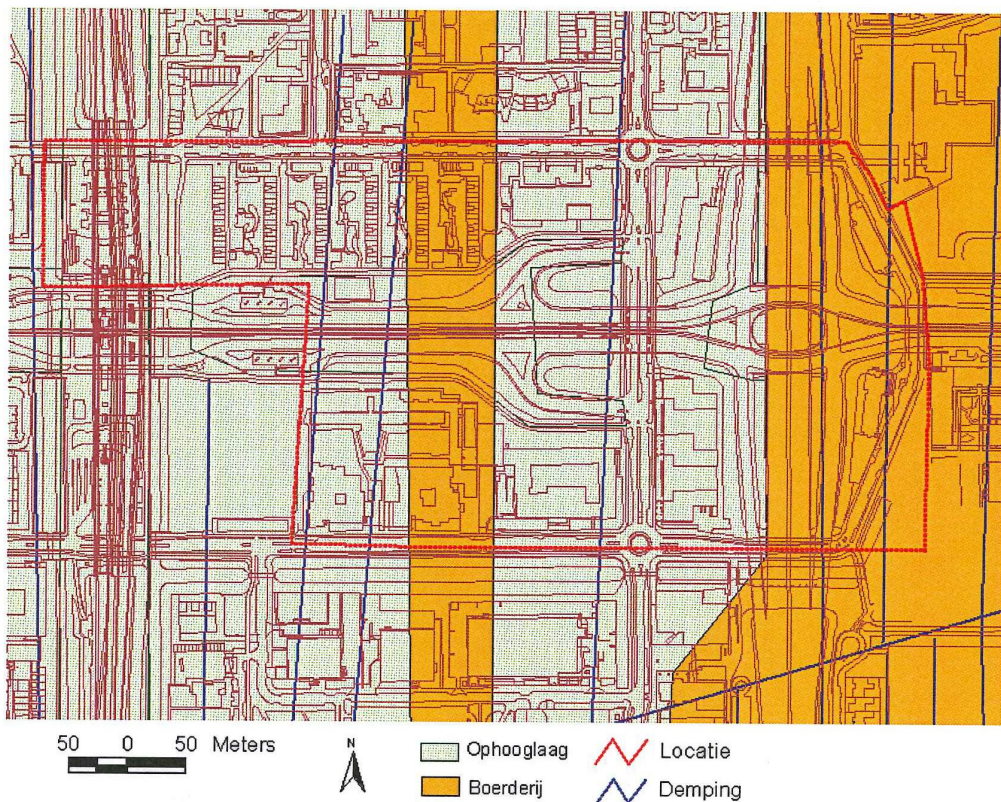 50 0 50 Meters
N
Ophooglaag
Boerderij
Locatie
Demping